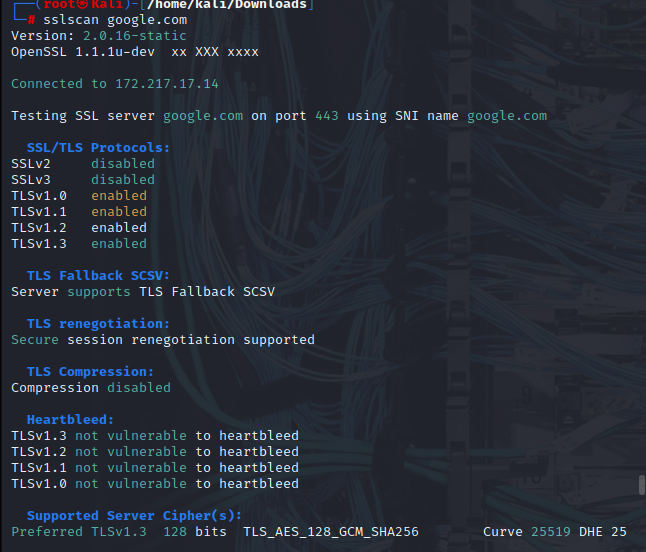 ┌──(root㉿Kali)-[/home/kali/Downloads]
└─# sslscan google.com
Version: 2.0.16-static
OpenSSL 1.1.1u-dev  xx XXX xxxx

Connected to 172.217.17.14

Testing SSL server google.com on port 443 using SNI name google.com

  SSL/TLS Protocols:
SSLv2     disabled
SSLv3     disabled
TLSv1.0   enabled
TLSv1.1   enabled
TLSv1.2   enabled
TLSv1.3   enabled

  TLS Fallback SCSV:
Server supports TLS Fallback SCSV

  TLS renegotiation:
Secure session renegotiation supported

  TLS Compression:
Compression disabled

  Heartbleed:
TLSv1.3 not vulnerable to heartbleed
TLSv1.2 not vulnerable to heartbleed
TLSv1.1 not vulnerable to heartbleed
TLSv1.0 not vulnerable to heartbleed

  Supported Server Cipher(s):
Preferred TLSv1.3  128 bits  TLS_AES_128_GCM_SHA256        Curve 25519 DHE 25